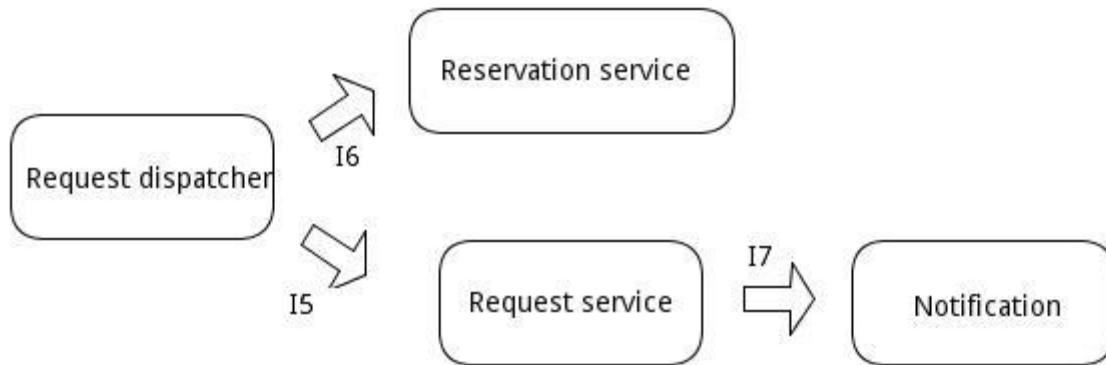 Reservation service
I6
Request dispatcher
I5
Request service
I7
Notification